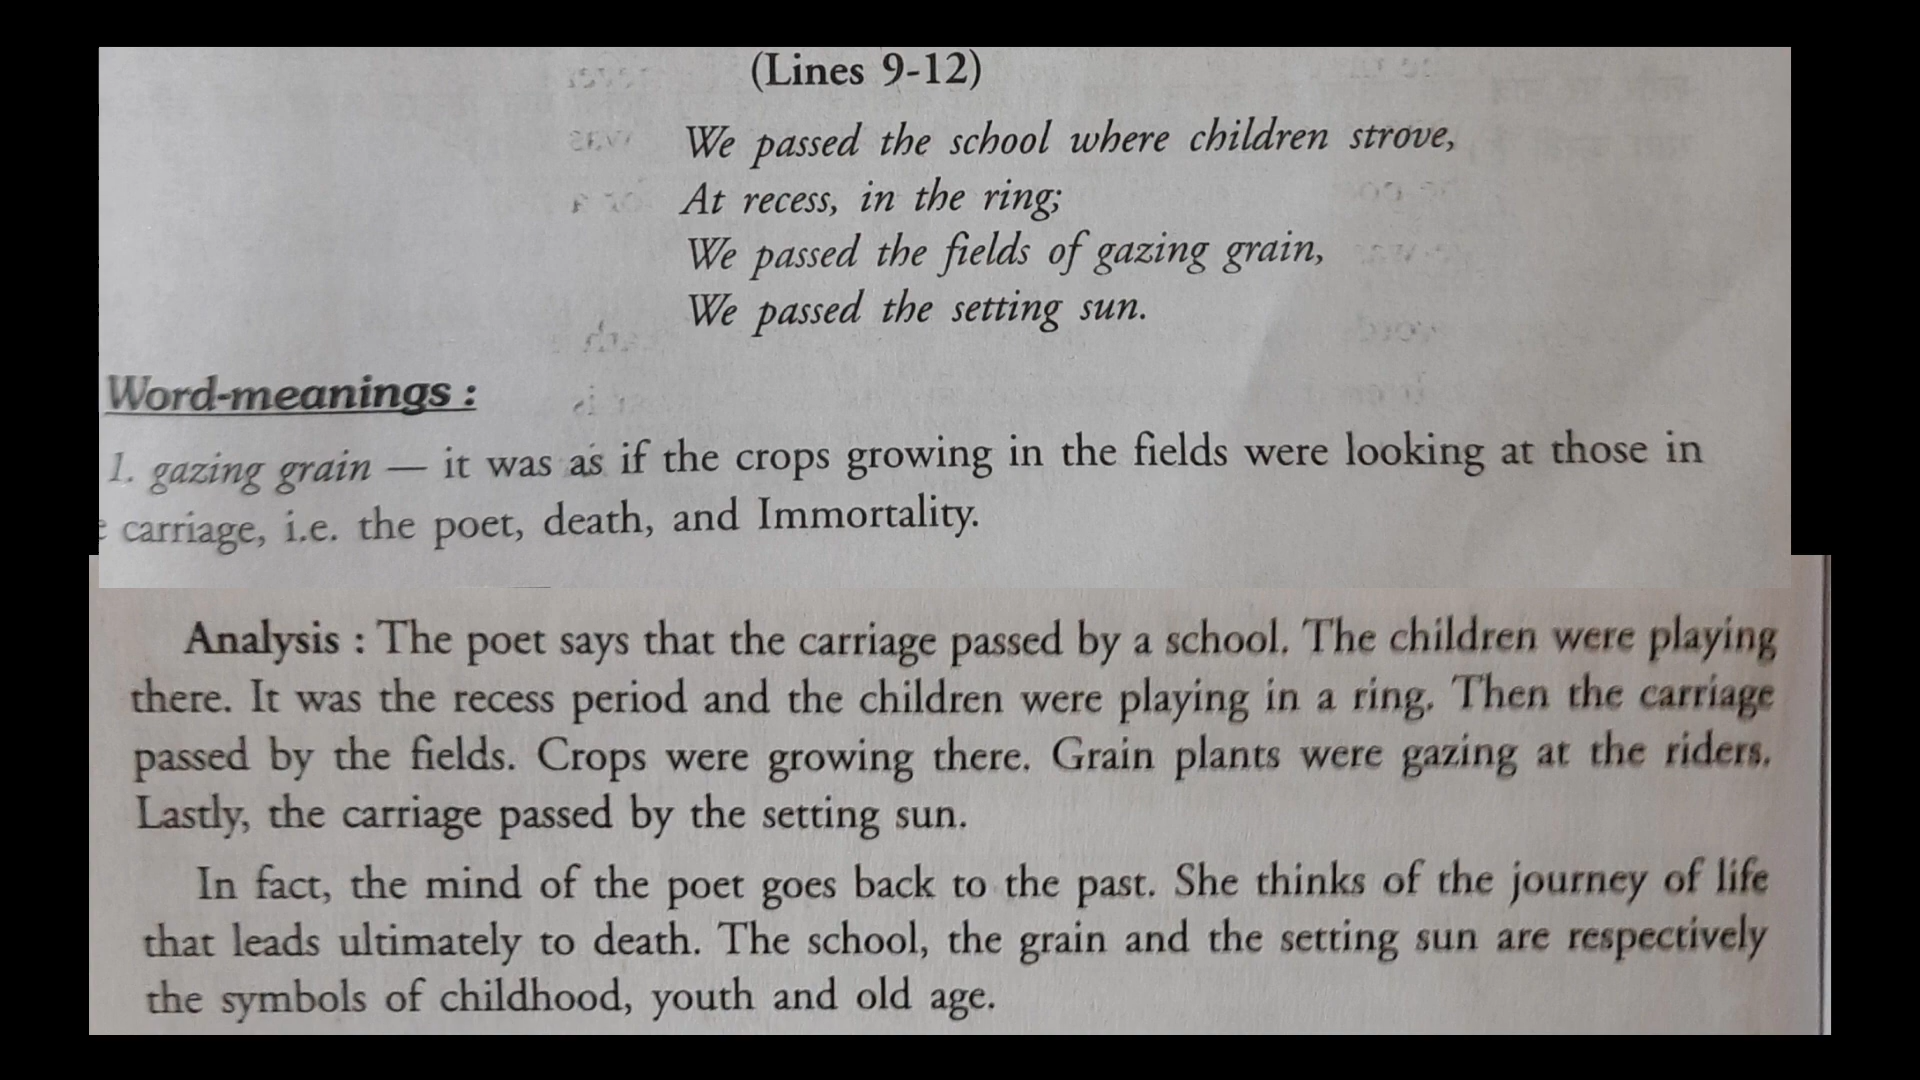 (Lines 9-12)
We passed the school where children strove,
At recess, in the ring;
We passed the fields of gazing grain,
We passed the setting sun.
Word-meanings :
1. gazing grain — it was as if the crops growing in the fields were looking at those in
carriage, i.e. the poet, death, and Immortality.
Analysis : The poet says that the carriage passed by a school. The children were playing
there. It was the recess period and the children were playing in a ring. Then the carriage
passed by the fields. Crops were growing there. Grain plants were gazing at the riders.
Lastly, the carriage passed by the setting sun.
In fact, the mind of the poet goes back to the past. She thinks of the journey of life
that leads ultimately to death. The school, the grain and the setting sun are respectively
the symbols of childhood, youth and old age.